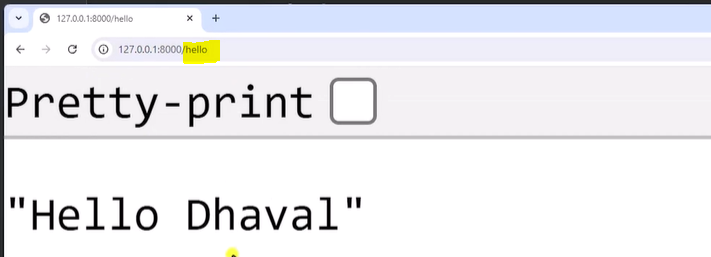 127.0.0.1:8000/hello
127.0.0.1:8000/hello
Pretty-print
"Hello Dhaval"